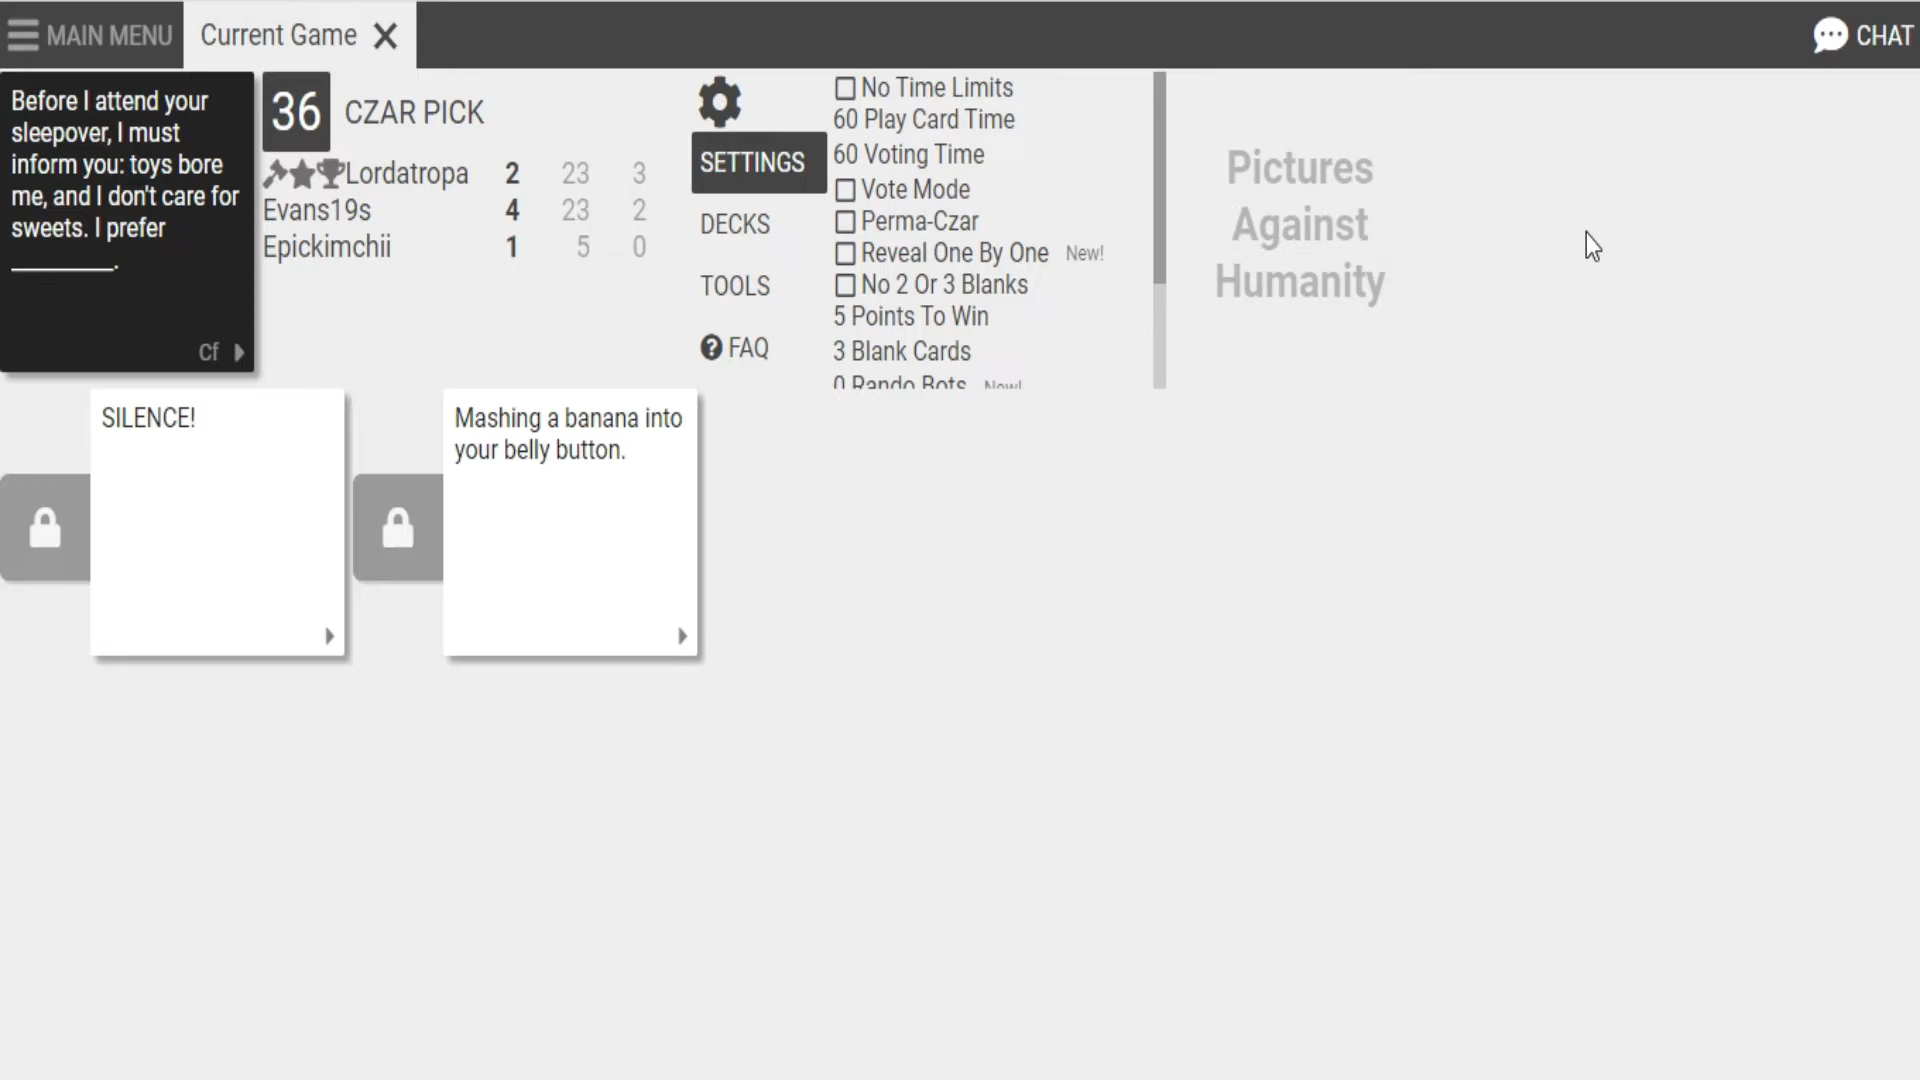 MAIN MENU
Current Game
CHAT
Before I attend your
sleepover, I must
inform you: toys bore
me, and I don't care for
sweets. I prefer
________.
Cf
36
CZAR PICK
Lordatropa 2 23 3
Evans19s 4 23 2
Epickimchii 1 5 0
SETTINGS
DECKS
TOOLS
FAQ
No Time Limits
60 Play Card Time
60 Voting Time
Vote Mode
Perma-Czar
Reveal One By One New!
No 2 Or 3 Blanks
5 Points To Win
3 Blank Cards
0 Rando Bots New!
Pictures
Against
Humanity
SILENCE!
Mashing a banana into
your belly button.